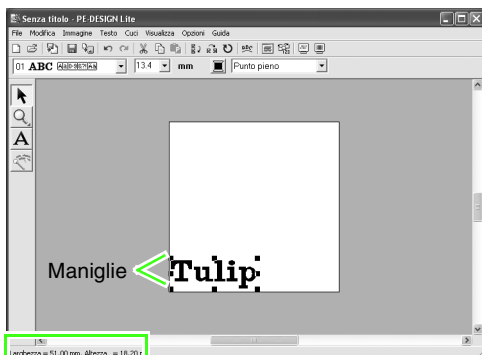 Senza titolo - PE-DESIGN Lite
File Modifica Immagine Testo Cuci Visualizza Opzioni Guida
01 ABC 13.4 mm Punto pieno
Maniglie
Tulip
Larghezza = 51.00 mm, Altezza = 18.20